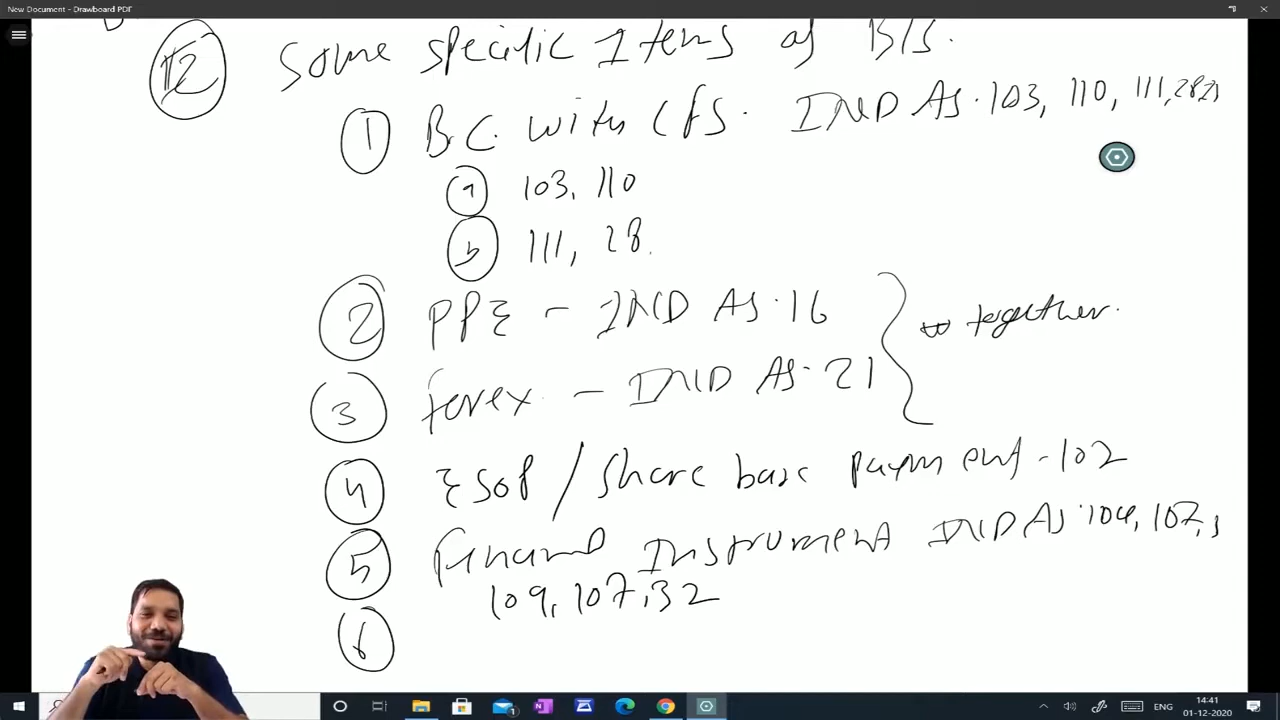 New Document - Drawboard PDF
12 Some specific Items of B/S.
1 B.C. with CFS. IND AS. 103, 110, 111, 28,
a 103, 110
b 111, 28.
2 PPE - IND AS. 16
3 Forex - IND AS. 21
together.
4 ESOP / Share base payment - 102
5 Financial Instrument IND AS. 104, 107,
109, 107, 32
6
ENG
14:41
01-12-2020